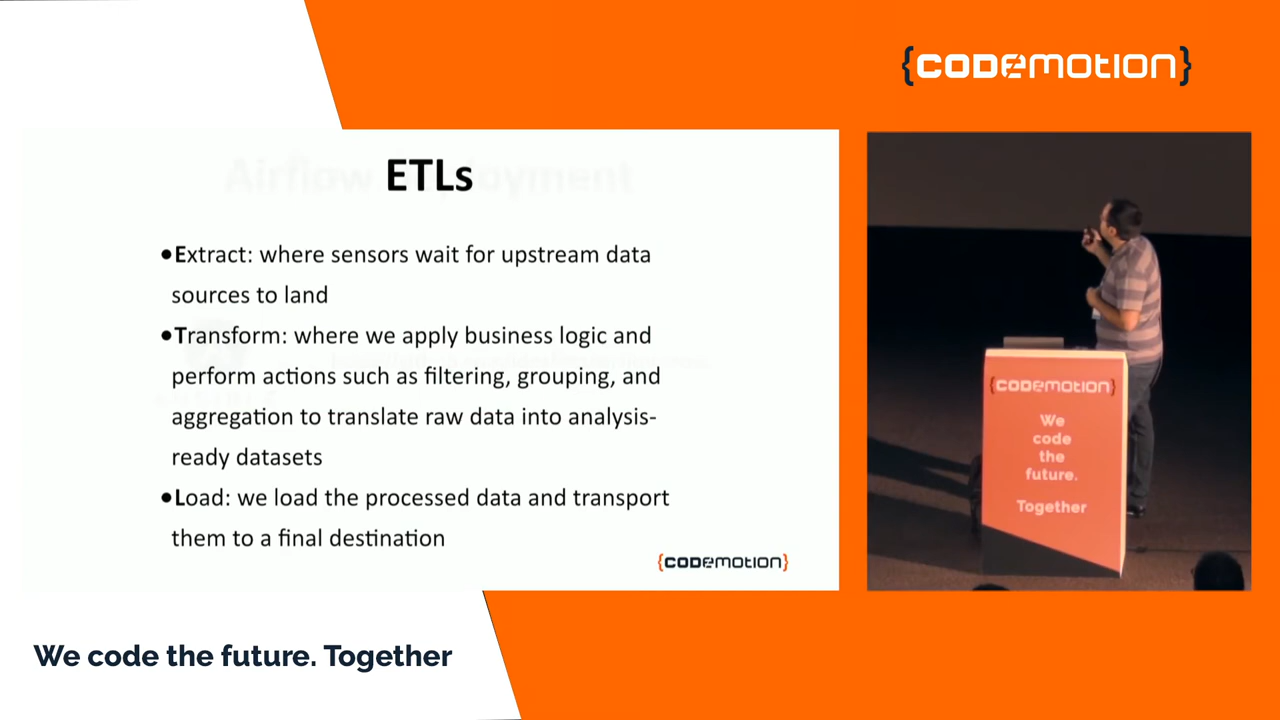 {CODEMOTION}
Airflow Deployment
ETLs
●Extract: where sensors wait for upstream data
sources to land
●Transform: where we apply business logic and
perform actions such as filtering, grouping, and
aggregation to translate raw data into analysis-
ready datasets
●Load: we load the processed data and transport
them to a final destination
{CODEMOTION}
{CODEMOTION}
We
code
the
future.
Together
We code the future. Together